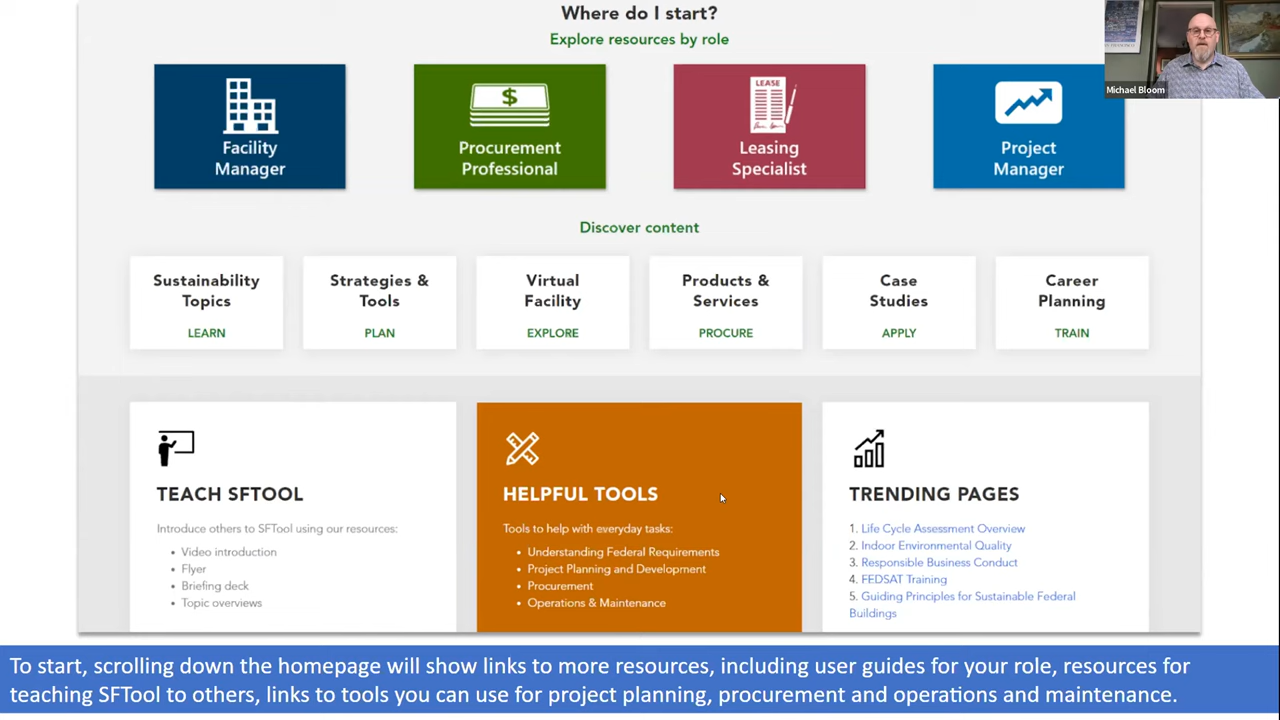 Where do I start?
Explore resources by role
Michael Bloom
LEASE
$
Facility
Manager
Procurement
Professional
Leasing
Specialist
Project
Manager
Discover content
Sustainability
Topics
LEARN
Strategies &
Tools
PLAN
Virtual
Facility
EXPLORE
Products &
Services
PROCURE
Case
Studies
APPLY
Career
Planning
TRAIN
TEACH SFTOOL
Introduce others to SFTool using our resources:
• Video introduction
• Flyer
• Briefing deck
• Topic overviews
HELPFUL TOOLS
Tools to help with everyday tasks:
• Understanding Federal Requirements
• Project Planning and Development
• Procurement
• Operations & Maintenance
TRENDING PAGES
1. Life Cycle Assessment Overview
2. Indoor Environmental Quality
3. Responsible Business Conduct
4. FEDSAT Training
5. Guiding Principles for Sustainable Federal
Buildings
To start, scrolling down the homepage will show links to more resources, including user guides for your role, resources for
teaching SFTool to others, links to tools you can use for project planning, procurement and operations and maintenance.